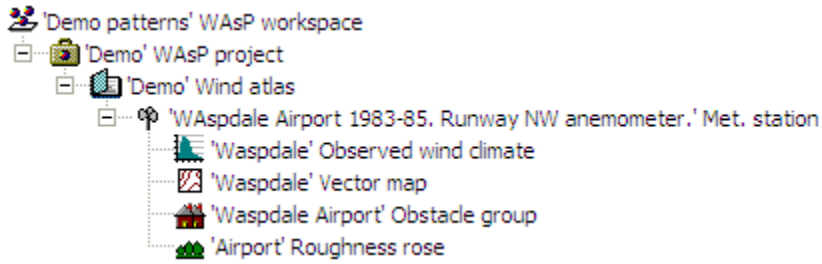 'Demo patterns' WAsP workspace
'Demo' WAsP project
'Demo' Wind atlas
'WAspdale Airport 1983-85. Runway NW anemometer.' Met. station
'Waspdale' Observed wind climate
'Waspdale' Vector map
'Waspdale Airport' Obstacle group
'Airport' Roughness rose